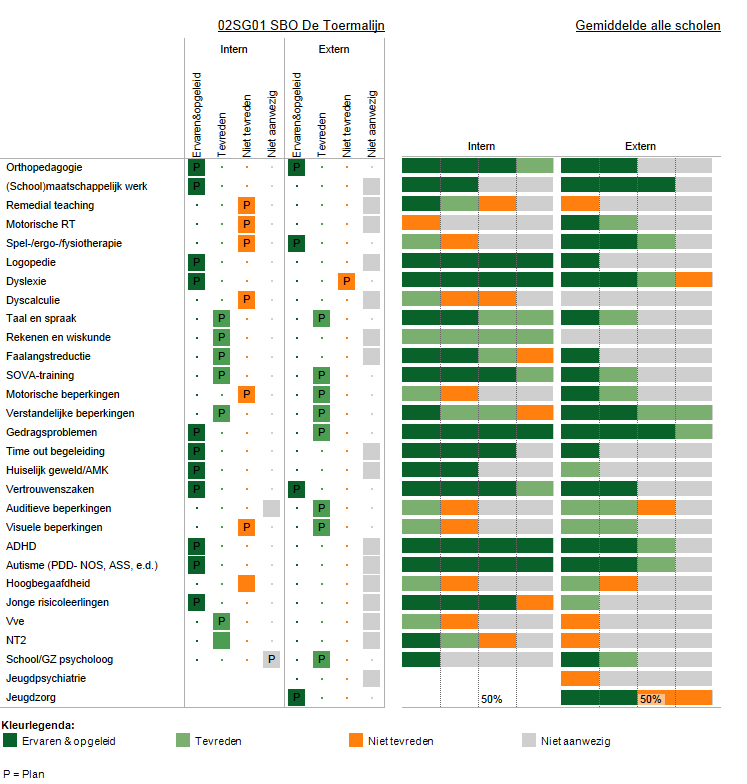 02SG01 SBO De Toermalijn
Gemiddelde alle scholen
Intern
Extern
Ervaren&opgeleid
Tevreden
Niet tevreden
Niet aanwezig
Ervaren&opgeleid
Tevreden
Niet tevreden
Niet aanwezig
Intern
Extern
Orthopedagogie P P
(School)maatschappelijk werk P
Remedial teaching P
Motorische RT P
Spel-/ergo-/fysiotherapie P P
Logopedie P
Dyslexie P P
Dyscalculie P
Taal en spraak P P
Rekenen en wiskunde P
Faalangstreductie P
SOVA-training P P
Motorische beperkingen P P
Verstandelijke beperkingen P P
Gedragsproblemen P P
Time out begeleiding P
Huiselijk geweld/AMK P
Vertrouwenszaken P P
Auditieve beperkingen P
Visuele beperkingen P P
ADHD P
Autisme (PDD- NOS, ASS, e.d.) P
Hoogbegaafdheid
Jonge risicoleerlingen P
Vve P
NT2
School/GZ psycholoog P P
Jeugdpsychiatrie
Jeugdzorg P 50% 50%
Kleurlegenda:
Ervaren & opgeleid Tevreden Niet tevreden Niet aanwezig
P = Plan